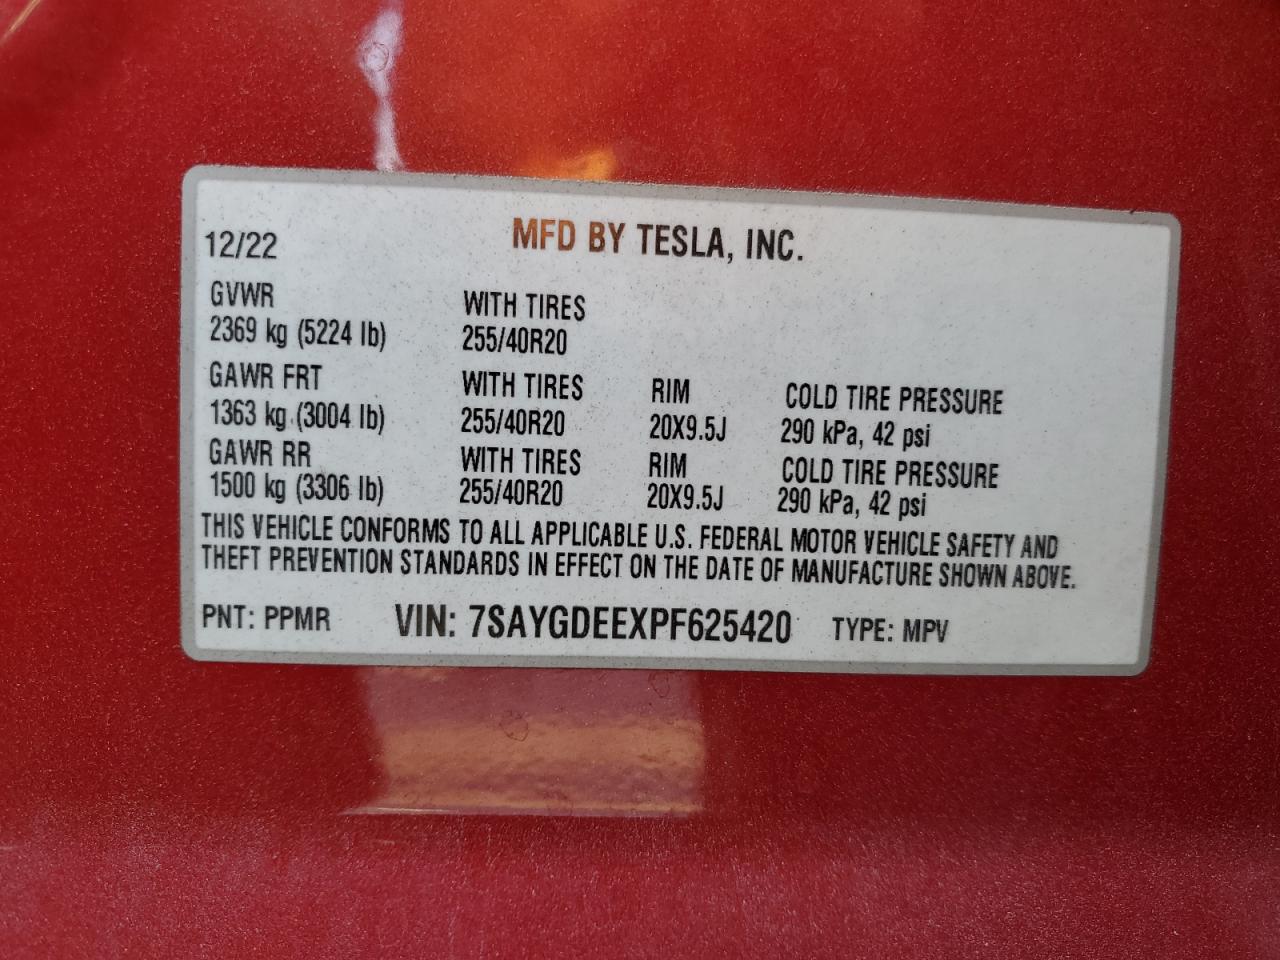 MFD BY TESLA, INC.
12/22
GVWR WITH TIRES
2369 kg (5224 lb) 255/40R20
GAWR FRT WITH TIRES RIM COLD TIRE PRESSURE
1363 kg (3004 lb) 255/40R20 20X9.5J 290 kPa, 42 psi
GAWR RR WITH TIRES RIM COLD TIRE PRESSURE
1500 kg (3306 lb) 255/40R20 20X9.5J 290 kPa, 42 psi
THIS VEHICLE CONFORMS TO ALL APPLICABLE U.S. FEDERAL MOTOR VEHICLE SAFETY AND
THEFT PREVENTION STANDARDS IN EFFECT ON THE DATE OF MANUFACTURE SHOWN ABOVE.
PNT: PPMR VIN: 7SAYGDEEXPF625420 TYPE: MPV